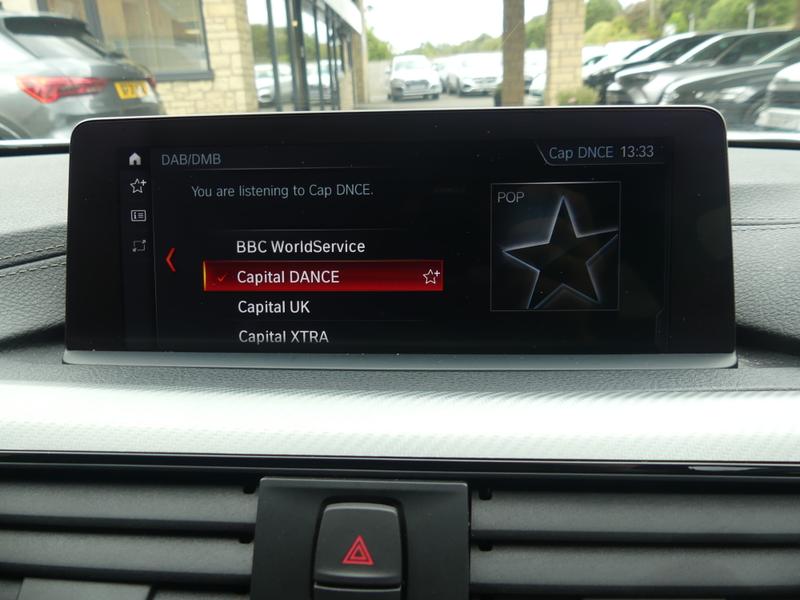 DAB/DMB
Cap DNCE 13:33
You are listening to Cap DNCE.
POP
BBC WorldService
Capital DANCE
Capital UK
Capital XTRA